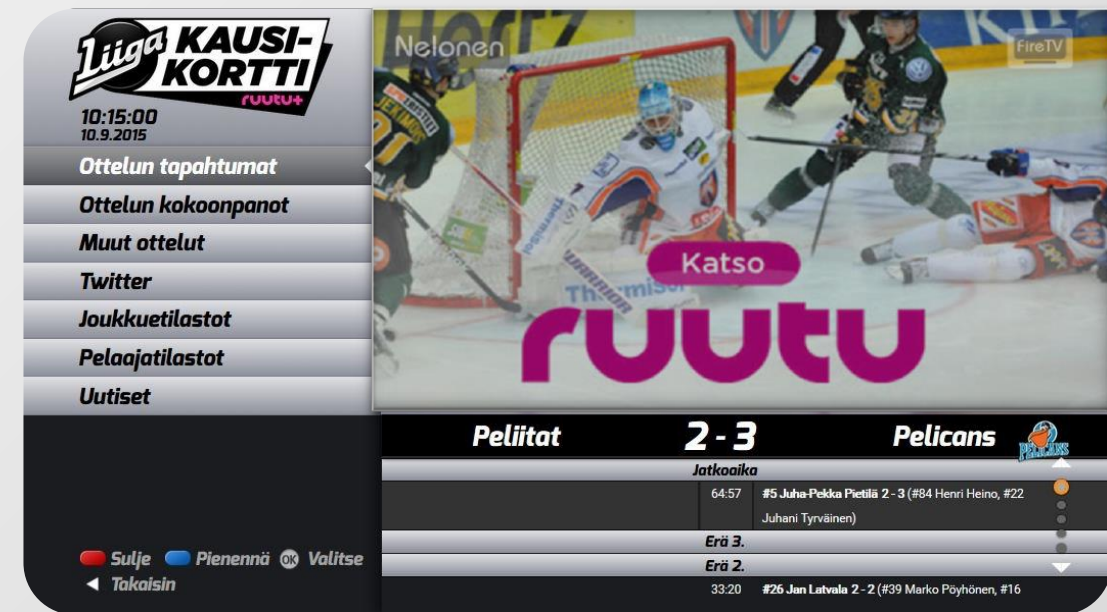 Liiga KAUSI-
KORTTI
ruutu+
10:15:00
10.9.2015
Ottelun tapahtumat
Ottelun kokoonpanot
Muut ottelut
Twitter
Joukkuetilastot
Pelaajatilastot
Uutiset
Sulje Pienennä OK Valitse
Takaisin
Nelonen
FireTV
JEKIMOV
WARRIOR
Katso
ruutu
Peliitat 2 - 3 Pelicans
PELICANS
Jatkoaika
64:57 #5 Juha-Pekka Pietilä 2 - 3 (#84 Henri Heino, #22
Juhani Tyrväinen)
Erä 3.
Erä 2.
33:20 #26 Jan Latvala 2 - 2 (#39 Marko Pöyhönen, #16